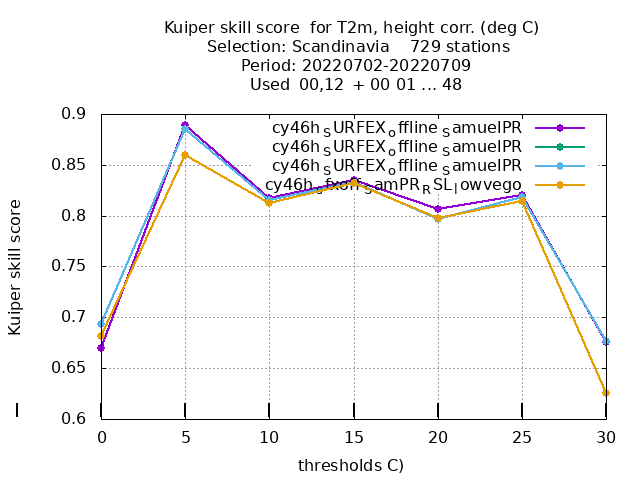 Kuiper skill score  for T2m, height corr. (deg C)
Selection: Scandinavia    729 stations
Period: 20220702-20220709
Used  00,12  + 00 01 ... 48
0.9
0.85
0.8
0.75
0.7
0.65
0.6
Kuiper skill score
cy46h_SURFEX_offline_SamuelPR
cy46h_SURFEX_offline_SamuelPR
cy46h_SURFEX_offline_SamuelPR
0 5 10 15 20 25 30
thresholds C)